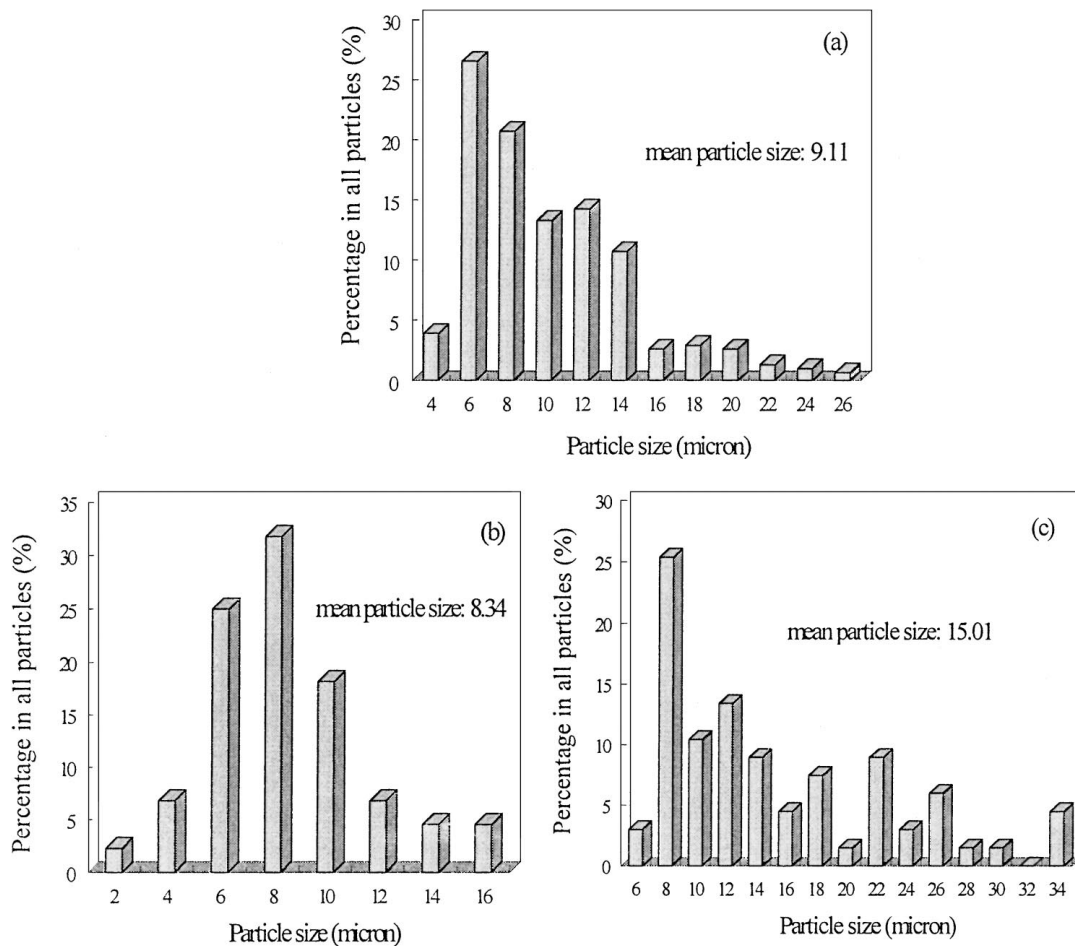 30
(a)
25
20
mean particle size: 9.11
15
10
5
0
Percentage in all particles (%)
4 6 8 10 12 14 16 18 20 22 24 26
Particle size (micron)
35
(b)
30
25
mean particle size: 8.34
20
15
10
5
0
Percentage in all particles (%)
2 4 6 8 10 12 14 16
Particle size (micron)
30
(c)
25
20
mean particle size: 15.01
15
10
5
0
Percentage in all particles (%)
6 8 10 12 14 16 18 20 22 24 26 28 30 32 34
Particle size (micron)